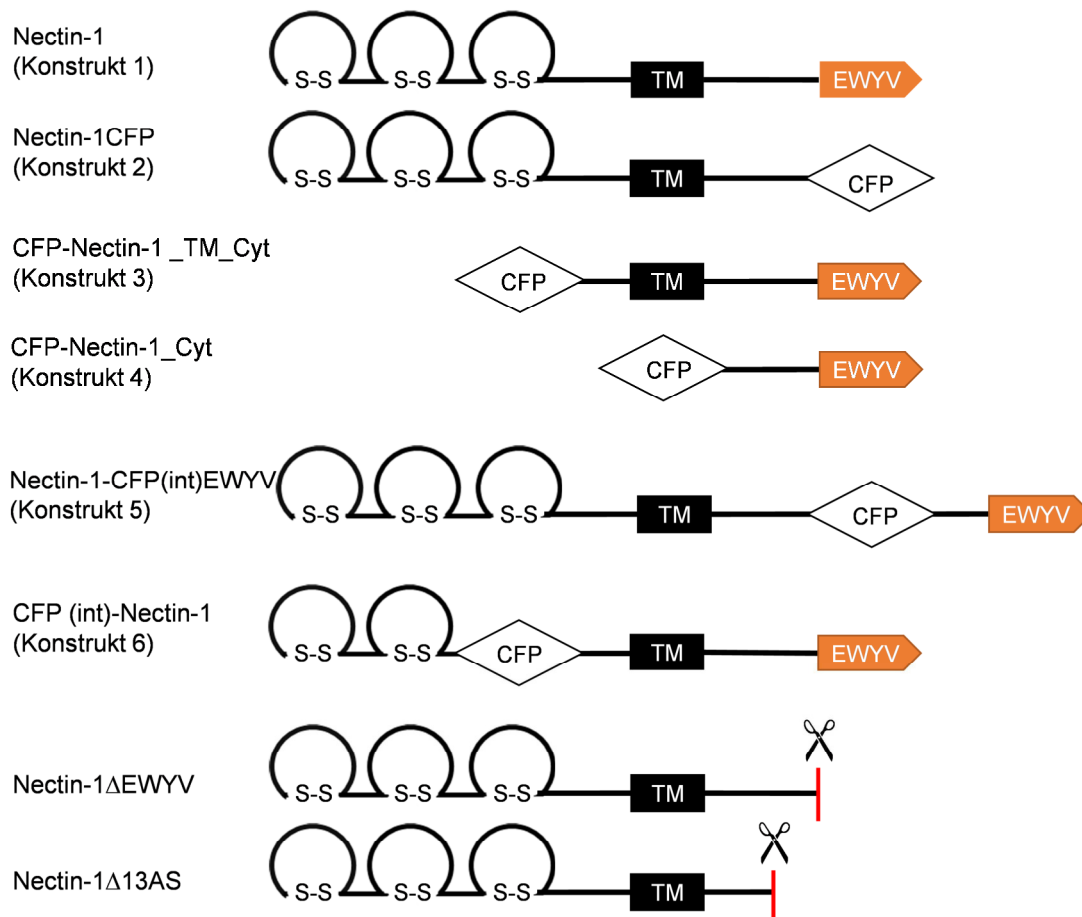 Nectin-1
(Konstrukt 1)
S-S S-S S-S TM EWYV
Nectin-1CFP
(Konstrukt 2)
S-S S-S S-S TM CFP
CFP-Nectin-1 _TM_Cyt
(Konstrukt 3)
CFP TM EWYV
CFP-Nectin-1_Cyt
(Konstrukt 4)
CFP EWYV
Nectin-1-CFP(int)EWYV
(Konstrukt 5)
S-S S-S S-S TM CFP EWYV
CFP (int)-Nectin-1
(Konstrukt 6)
S-S S-S CFP TM EWYV
Nectin-1ΔEWYV
S-S S-S S-S TM
Nectin-1Δ13AS
S-S S-S S-S TM